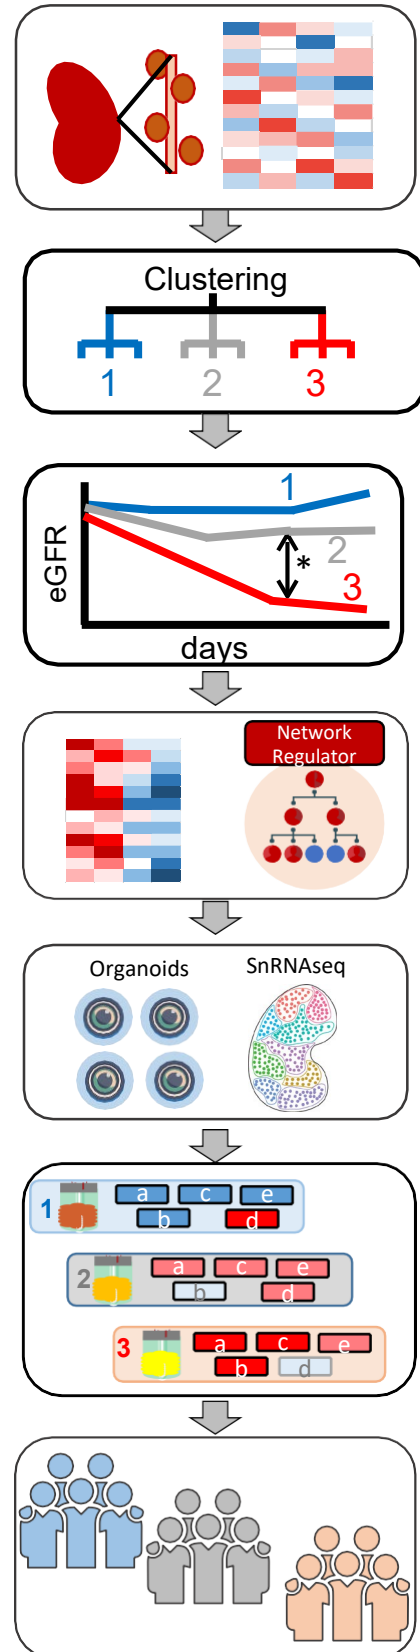 Clustering
1 2 3
eGFR
1
2
*
3
days
Network
Regulator
Organoids SnRNAseq
1
a c e
b d
2
a c e
b d
3
a c e
b d